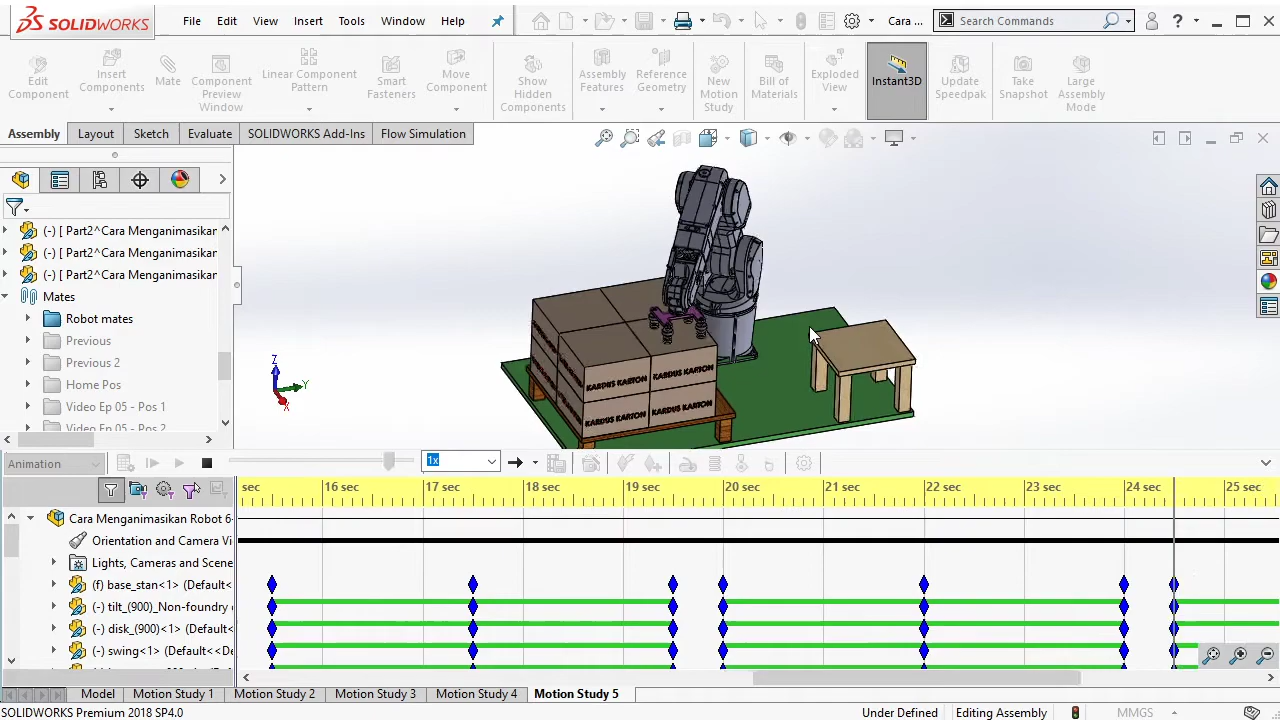 SOLIDWORKS File Edit View Insert Tools Window Help Cara ... Search Commands
Edit Component
Insert Components
Mate
Component Preview Window
Linear Component Pattern
Smart Fasteners
Move Component
Show Hidden Components
Assembly Features
Reference Geometry
New Motion Study
Bill of Materials
Exploded View
Instant3D
Update Speedpak
Take Snapshot
Large Assembly Mode
Assembly Layout Sketch Evaluate SOLIDWORKS Add-Ins Flow Simulation
(-) [ Part2^Cara Menganimasikan
(-) [ Part2^Cara Menganimasikan
(-) [ Part2^Cara Menganimasikan
Mates
Robot mates
Previous
Previous 2
Home Pos
Video Ep 05 - Pos 1
Video Ep 05 - Pos 2
Z
Y
X
KARDUS KARTON KARDUS KARTON
KARDUS KARTON KARDUS KARTON
Animation 1x
sec 16 sec 17 sec 18 sec 19 sec 20 sec 21 sec 22 sec 23 sec 24 sec 25 sec
Cara Menganimasikan Robot 6-
Orientation and Camera Vi
Lights, Cameras and Scene
(f) base_stan<1> (Default<
(-) tilt_(900)_Non-foundry
(-) disk_(900)<1> (Default<
(-) swing<1> (Default<<De
Model Motion Study 1 Motion Study 2 Motion Study 3 Motion Study 4 Motion Study 5
SOLIDWORKS Premium 2018 SP4.0 Under Defined Editing Assembly MMGS